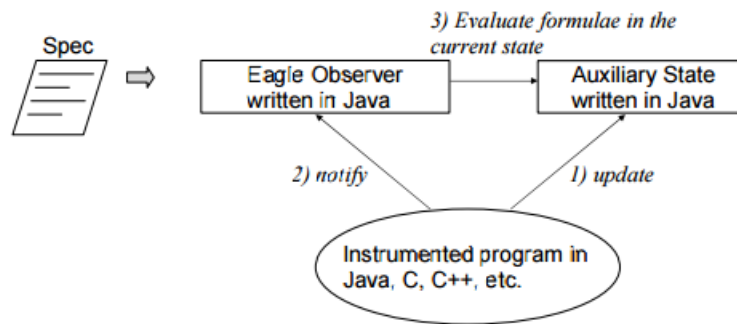 3) Evaluate formulae in the
current state
Spec
Eagle Observer
written in Java
Auxiliary State
written in Java
2) notify
1) update
Instrumented program in
Java, C, C++, etc.